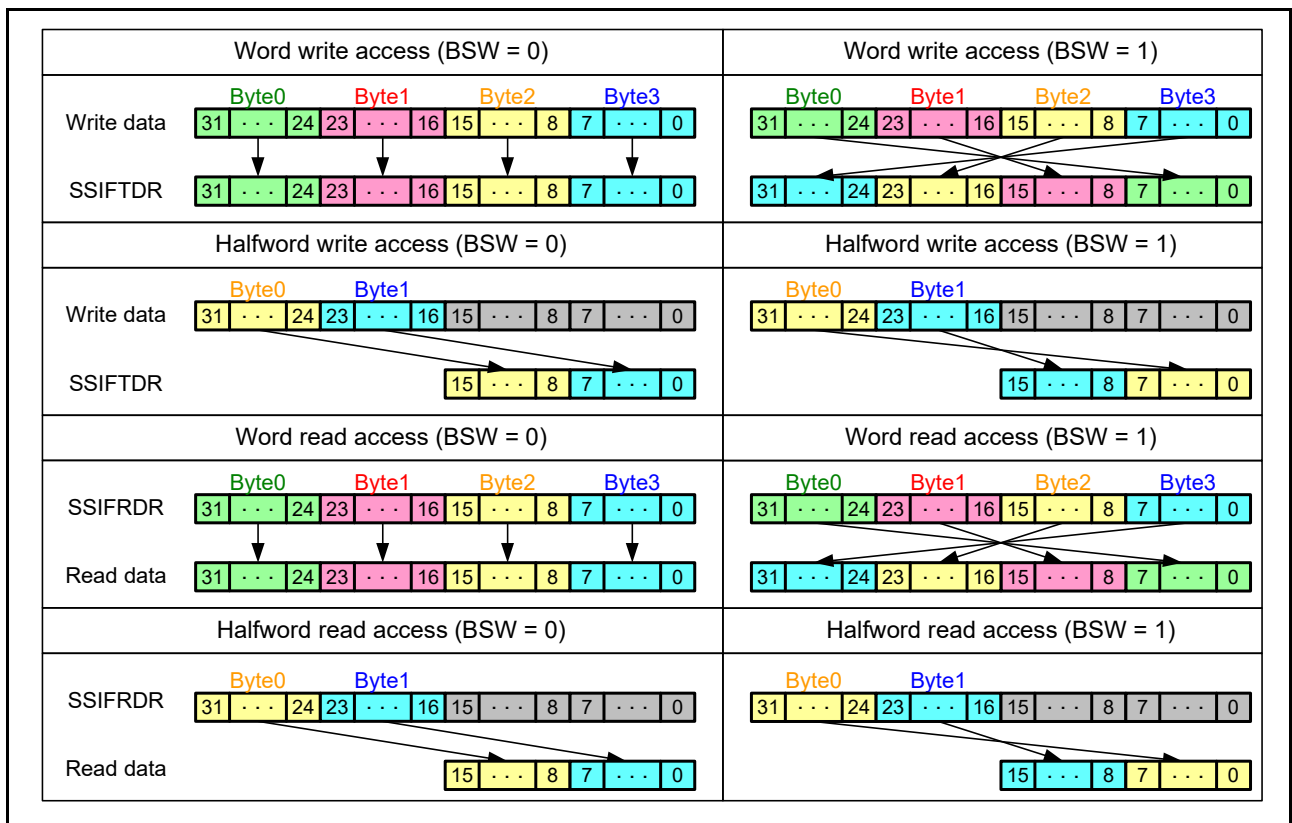 Word write access (BSW = 0) Word write access (BSW = 1)
Byte0 Byte1 Byte2 Byte3 Byte0 Byte1 Byte2 Byte3
Write data 31 · · · 24 23 · · · 16 15 · · · 8 7 · · · 0 31 · · · 24 23 · · · 16 15 · · · 8 7 · · · 0
SSIFTDR 31 · · · 24 23 · · · 16 15 · · · 8 7 · · · 0 31 · · · 24 23 · · · 16 15 · · · 8 7 · · · 0
Halfword write access (BSW = 0) Halfword write access (BSW = 1)
Byte0 Byte1 Byte0 Byte1
Write data 31 · · · 24 23 · · · 16 15 · · · 8 7 · · · 0 31 · · · 24 23 · · · 16 15 · · · 8 7 · · · 0
SSIFTDR 15 · · · 8 7 · · · 0 15 · · · 8 7 · · · 0
Word read access (BSW = 0) Word read access (BSW = 1)
Byte0 Byte1 Byte2 Byte3 Byte0 Byte1 Byte2 Byte3
SSIFRDR 31 · · · 24 23 · · · 16 15 · · · 8 7 · · · 0 31 · · · 24 23 · · · 16 15 · · · 8 7 · · · 0
Read data 31 · · · 24 23 · · · 16 15 · · · 8 7 · · · 0 31 · · · 24 23 · · · 16 15 · · · 8 7 · · · 0
Halfword read access (BSW = 0) Halfword read access (BSW = 1)
Byte0 Byte1 Byte0 Byte1
SSIFRDR 31 · · · 24 23 · · · 16 15 · · · 8 7 · · · 0 31 · · · 24 23 · · · 16 15 · · · 8 7 · · · 0
Read data 15 · · · 8 7 · · · 0 15 · · · 8 7 · · · 0